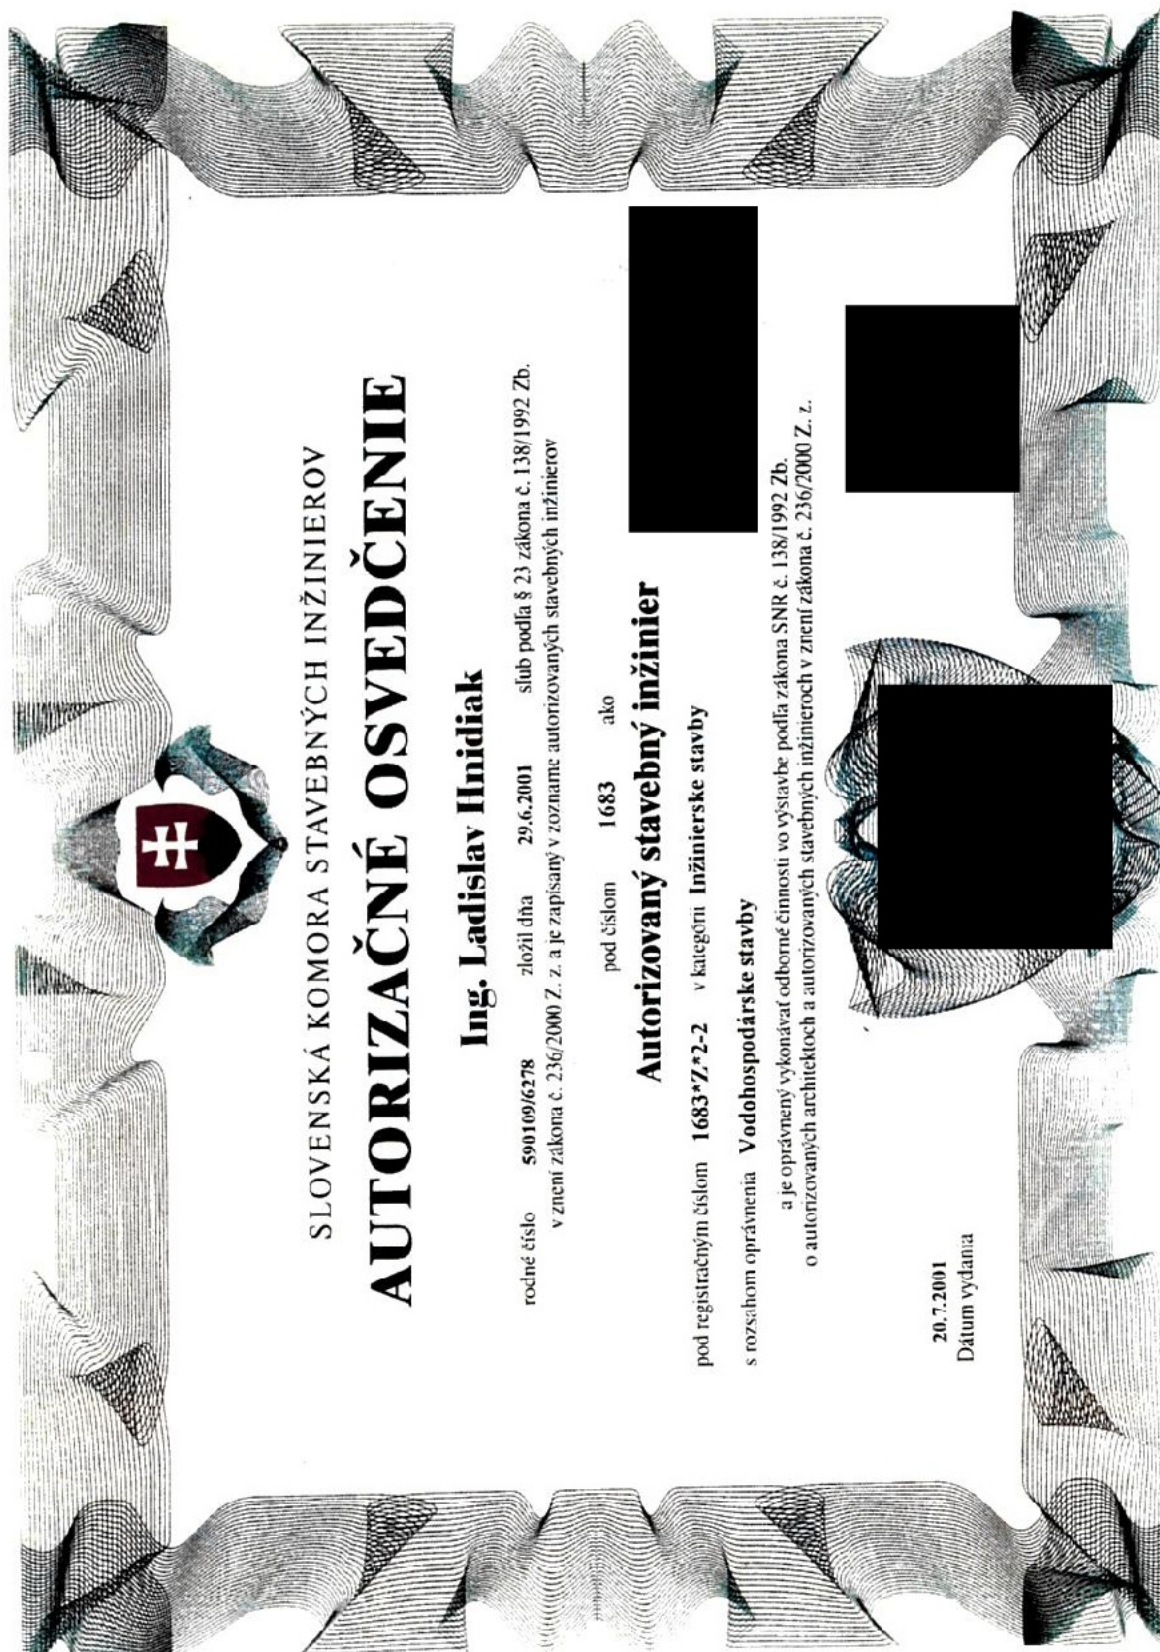 SLOVENSKÁ KOMORA STAVEBNÝCH INŽINIEROV
AUTORIZAČNÉ OSVEDČENIE
Ing. Ladislav Hnidiak
rodné číslo 590109/6278 zložil dňa 29.6.2001 slub podľa § 23 zákona č. 138/1992 Zb.
v znení zákona č. 236/2000 Z. z. a je zapísaný v zozname autorizovaných stavebných inžinierov
pod číslom 1683 ako
Autorizovaný stavebný inžinier
pod registračným číslom 1683*Z*2-2 v kategórii Inžinierske stavby
s rozsahom oprávnenia Vodohospodárske stavby
a je oprávnený vykonávať odborné činnosti vo výstavbe podľa zákona SNR č. 138/1992 Zb.
o autorizovaných architektoch a autorizovaných stavebných inžinieroch v znení zákona č. 236/2000 Z. z.
20.7.2001
Dátum vydania